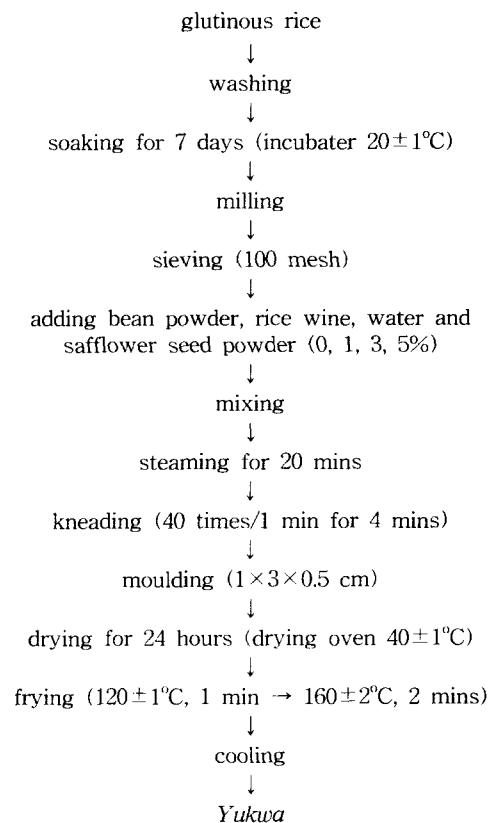 glutinous rice
↓
washing
↓
soaking for 7 days (incubater 20±1°C)
↓
milling
↓
sieving (100 mesh)
↓
adding bean powder, rice wine, water and
safflower seed powder (0, 1, 3, 5%)
↓
mixing
↓
steaming for 20 mins
↓
kneading (40 times/1 min for 4 mins)
↓
moulding (1×3×0.5 cm)
↓
drying for 24 hours (drying oven 40±1°C)
↓
frying (120±1°C, 1 min → 160±2°C, 2 mins)
↓
cooling
↓
Yukwa